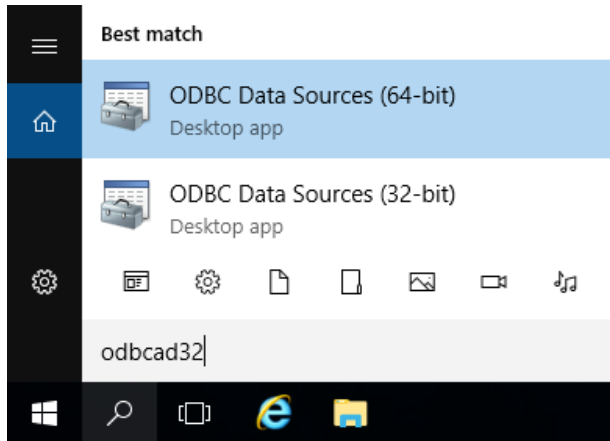 Best match
ODBC Data Sources (64-bit)
Desktop app
ODBC Data Sources (32-bit)
Desktop app
odbcad32